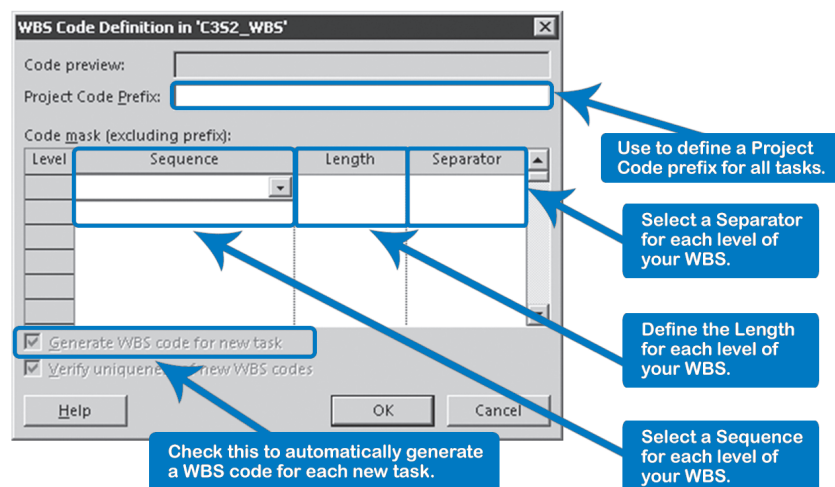 WBS Code Definition in 'C3S2_WBS'
Code preview:
Project Code Prefix:
Code mask (excluding prefix):
Level Sequence Length Separator
Use to define a Project
Code prefix for all tasks.
Select a Separator
for each level of
your WBS.
Define the Length
for each level of
your WBS.
Generate WBS code for new task
Verify of new WBS codes
Help OK Cancel
Check this to automatically generate
a WBS code for each new task.
Select a Sequence
for each level of
your WBS.